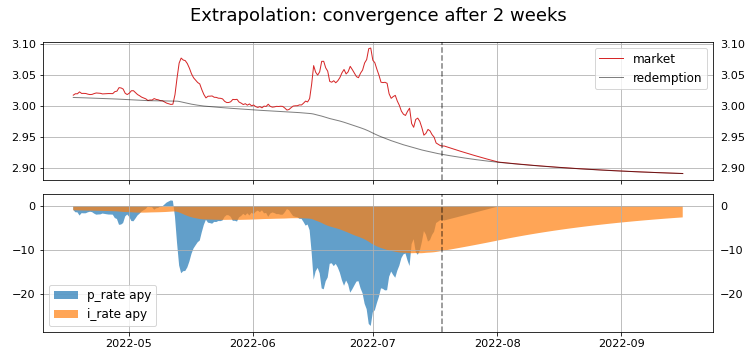 Extrapolation: convergence after 2 weeks
3.10 3.10
3.05 3.05
3.00 3.00
2.95 2.95
2.90 2.90
market
redemption
0 0
−10 −10
−20 −20
p_rate apy
i_rate apy
2022-05 2022-06 2022-07 2022-08 2022-09